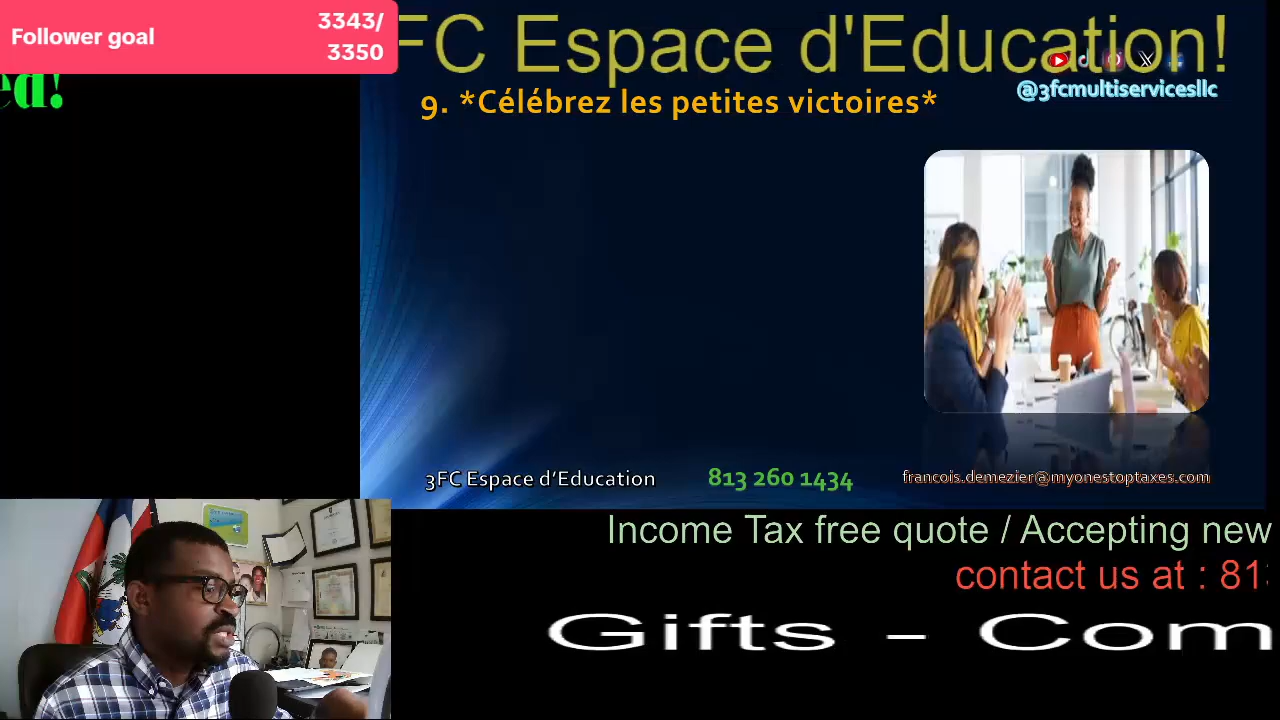 Follower goal
3343/
3350
ed!
FC Espace d'Education!
@3fcmultiservicesllc
9. *Célébrez les petites victoires*
3FC Espace d'Education
813 260 1434
francois.demezier@myonestoptaxes.com
Income Tax free quote / Accepting new
contact us at : 813
Gifts - Com